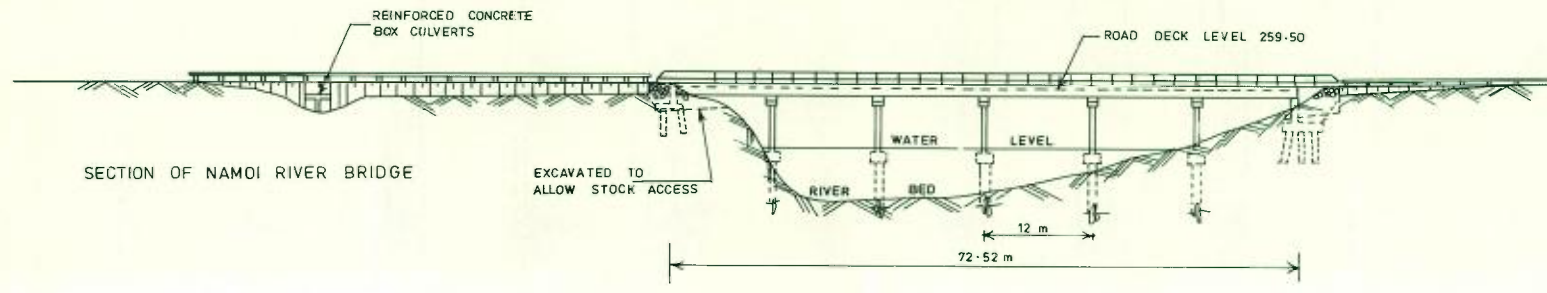 REINFORCED CONCRETE
BOX CULVERTS
ROAD DECK LEVEL 259·50
WATER LEVEL
SECTION OF NAMOI RIVER BRIDGE
EXCAVATED TO
ALLOW STOCK ACCESS
RIVER BED
12 m
72·52 m